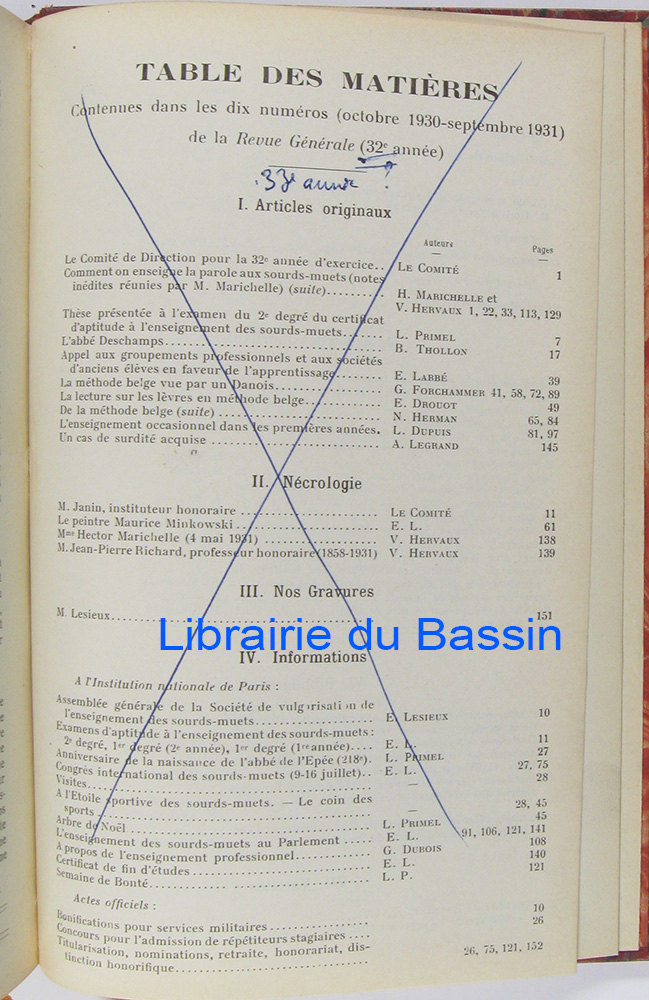 TABLE DES MATIÈRES
Contenues dans les dix numéros (octobre 1930-septembre 1931)
de la Revue Générale (32e année)
33e année !
I. Articles originaux
Auteurs Pages
Le Comité de Direction pour la 32e année d'exercice.. LE COMITÉ 1
Comment on enseigne la parole aux sourds-muets (notes
inédites réunies par M. Marichelle) (suite)......... H. MARICHELLE et
V. HERVAUX 1, 22, 33, 113, 129
Thèse présentée à l'examen du 2e degré du certificat
d'aptitude à l'enseignement des sourds-muets....... L. PRIMEL 7
L'abbé Deschamps................................ B. THOLLON 17
Appel aux groupements professionnels et aux sociétés
d'anciens élèves en faveur de l'apprentissage........ E. LABBÉ 39
La méthode belge vue par un Danois............... G. FORCHAMMER 41, 58, 72, 89
La lecture sur les lèvres en méthode belge............ E. DROUOT 49
De la méthode belge (suite)........................ N. HERMAN 65, 84
L'enseignement occasionnel dans les premières années. L. DUPUIS 81, 97
Un cas de surdité acquise......................... A. LEGRAND 145
II. Nécrologie
M. Janin, instituteur honoraire.................... LE COMITÉ 11
Le peintre Maurice Minkowski..................... E. L. 61
Mme Hector Marichelle (4 mai 1931)................ V. HERVAUX 138
M. Jean-Pierre Richard, professeur honoraire (1858-1931) V. HERVAUX 139
III. Nos Gravures
M. Lesieux........................................ 151
Librairie du Bassin
IV. Informations
A l'Institution nationale de Paris :
Assemblée générale de la Société de vulgarisation de
l'enseignement des sourds-muets................. E. LESIEUX 10
Examens d'aptitude à l'enseignement des sourds-muets:
2e degré, 1er degré (2e année), 1er degré (1re année).... E. L. 11
Anniversaire de la naissance de l'abbé de l'Epée (218e). L. PRIMEL 27
Congrès international des sourds-muets (9-16 juillet).. E. L. 27, 75
Visites........................................... — 28
A l'Etoile sportive des sourds-muets. — Le coin des
sports......................................... — 28, 45
Arbre de Noël.................................... L. PRIMEL 45
L'enseignement des sourds-muets au Parlement..... E. L. 91, 106, 121, 141
A propos de l'enseignement professionnel........... G. DUBOIS 108
Certificat de fin d'études.......................... E. L. 140
Semaine de Bonté................................ L. P. 121
Actes officiels :
Bonifications pour services militaires............... 10
Concours pour l'admission de répétiteurs stagiaires.... 26
Titularisation, nominations, retraite, honorariat, dis-
tinction honorifique............................ 26, 75, 121, 152